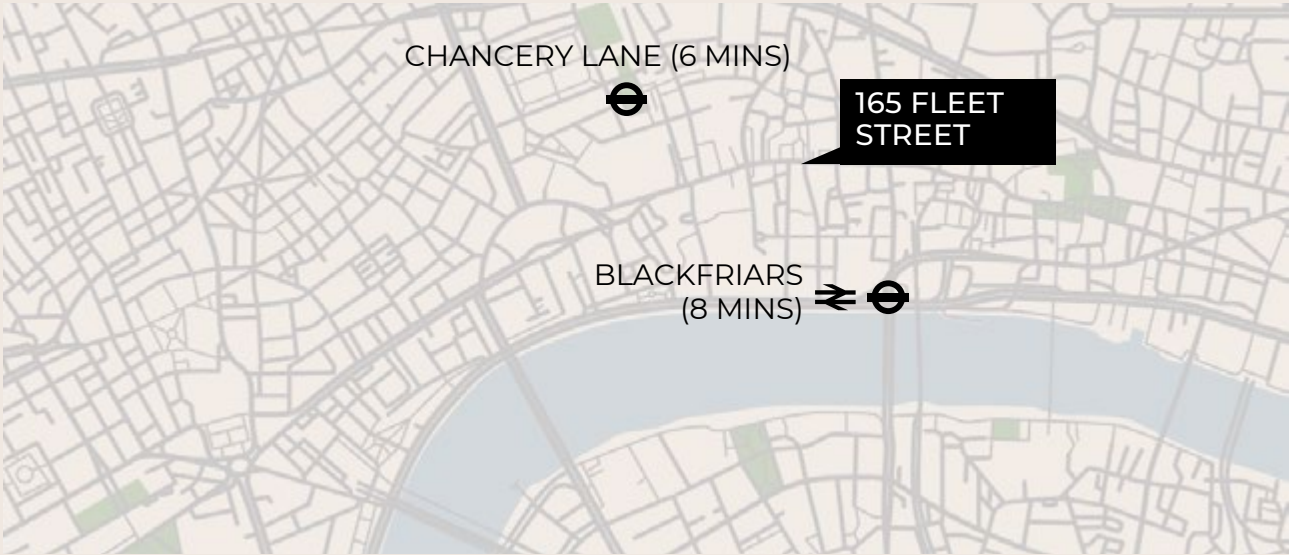 CHANCERY LANE (6 MINS)
165 FLEET
STREET
BLACKFRIARS
(8 MINS)